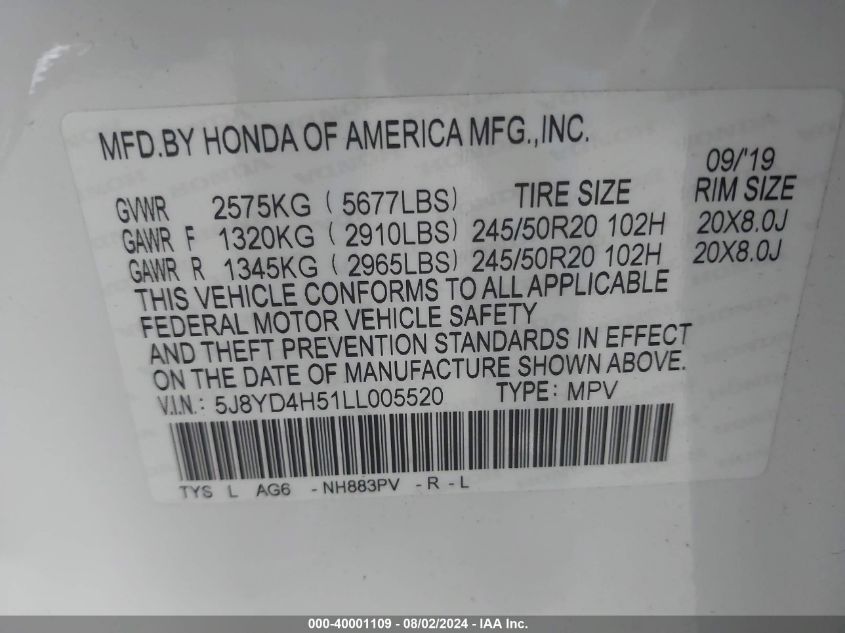 MFD.BY HONDA OF AMERICA MFG.,INC.
09/'19
GVWR 2575KG ( 5677LBS) TIRE SIZE RIM SIZE
GAWR F 1320KG ( 2910LBS) 245/50R20 102H 20X8.0J
GAWR R 1345KG ( 2965LBS) 245/50R20 102H 20X8.0J
THIS VEHICLE CONFORMS TO ALL APPLICABLE
FEDERAL MOTOR VEHICLE SAFETY
AND THEFT PREVENTION STANDARDS IN EFFECT
ON THE DATE OF MANUFACTURE SHOWN ABOVE.
V.I.N.: 5J8YD4H51LL005520 TYPE: MPV
TYS L AG6 -NH883PV -R -L
000-40001109 - 08/02/2024 - IAA Inc.